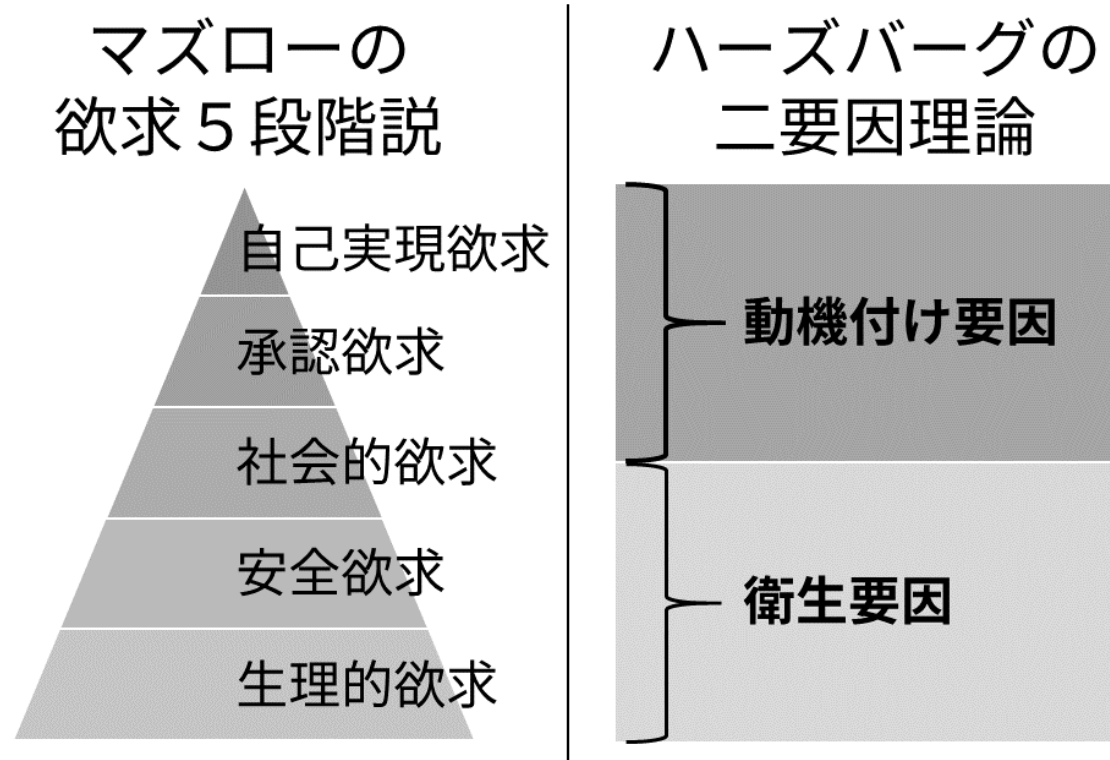 マズローの
欲求５段階説
自己実現欲求
承認欲求
社会的欲求
安全欲求
生理的欲求
ハーズバーグの
二要因理論
動機付け要因
衛生要因